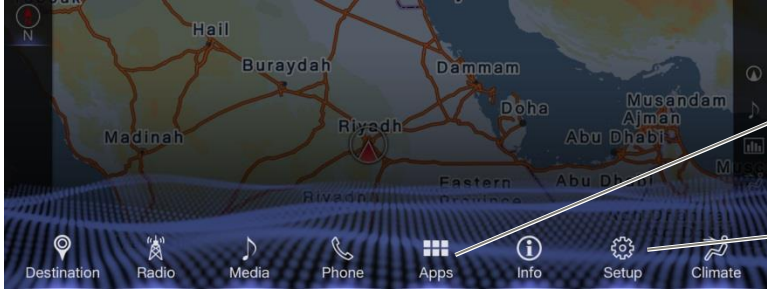 N
Hail
Buraydah
Dammam
Doha
Musandam
Ajman
Abu Dhabi
Madinah
Riyadh
Eastern
Province
Abu Dhabi
Riyadh
Destination
Radio
Media
Phone
Apps
Info
Setup
Climate